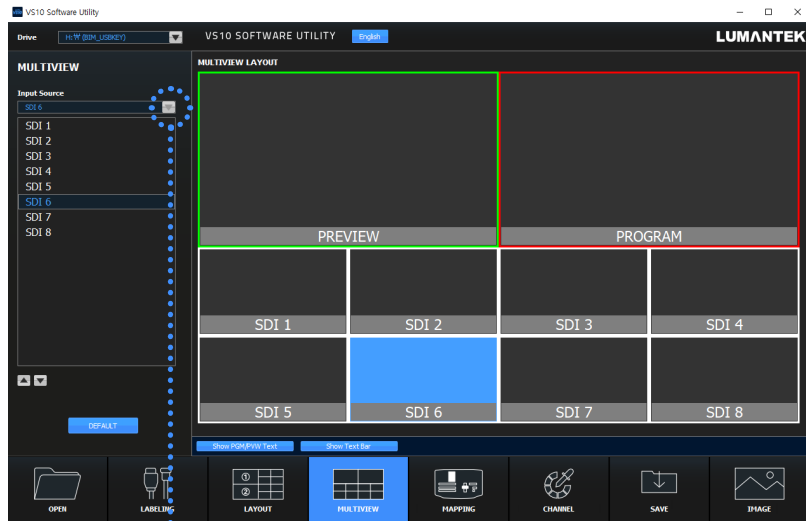 VS10 Software Utility
Drive
H:₩ (BIM_USBKEY)
VS10 SOFTWARE UTILITY
English
LUMANTEK
MULTIVIEW
Input Source
SDI 6
SDI 1
SDI 2
SDI 3
SDI 4
SDI 5
SDI 6
SDI 7
SDI 8
DEFAULT
MULTIVIEW LAYOUT
PREVIEW
PROGRAM
SDI 1
SDI 2
SDI 3
SDI 4
SDI 5
SDI 6
SDI 7
SDI 8
Show PGM/PVW Text
Show Text Bar
OPEN
LABELING
①
②
LAYOUT
MULTIVIEW
MAPPING
CHANNEL
SAVE
IMAGE